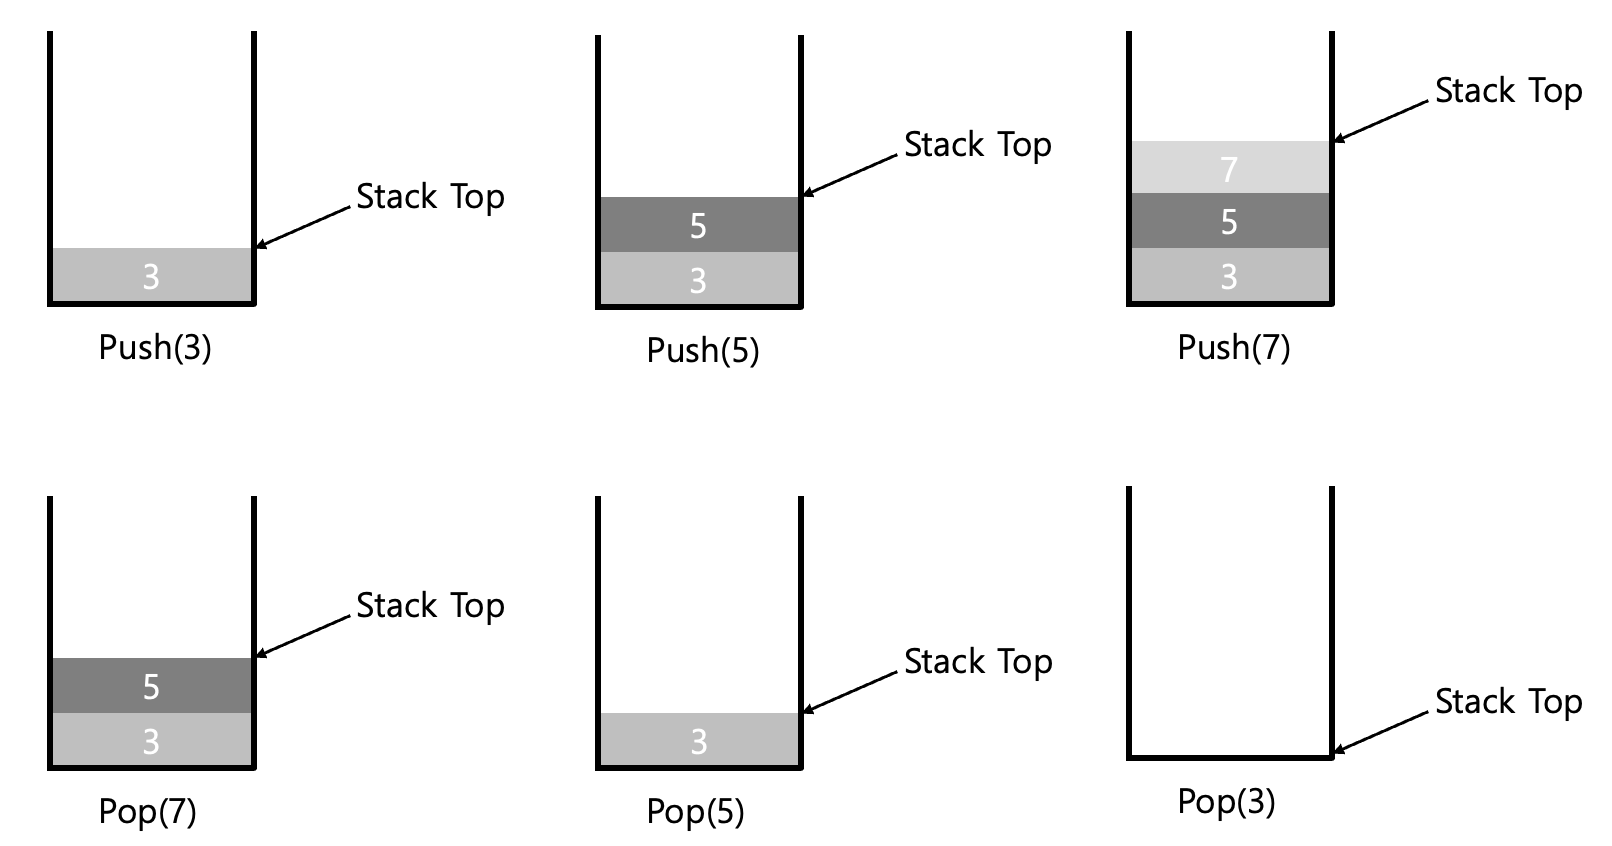 Stack Top
3
Push(3)
Stack Top
5
3
Push(5)
Stack Top
7
5
3
Push(7)
Stack Top
5
3
Pop(7)
Stack Top
3
Pop(5)
Stack Top
Pop(3)